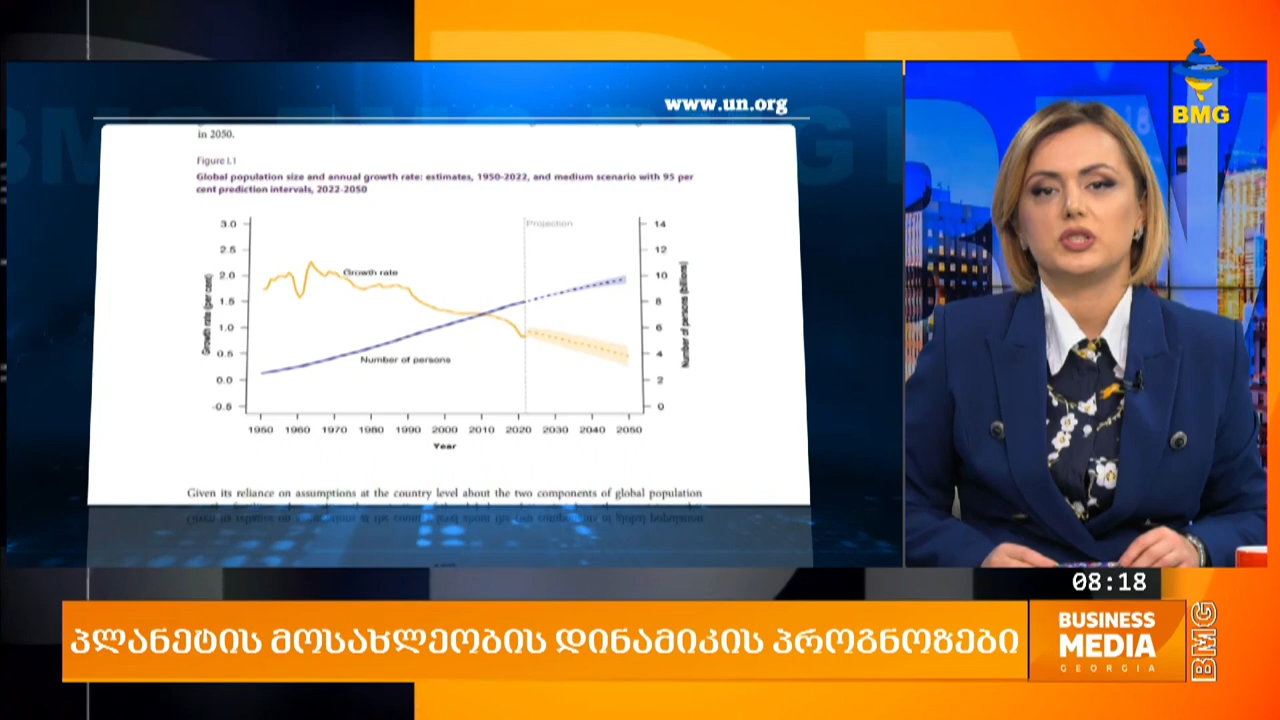 www.un.org
BMG
in 2050.
Figure I.1
Global population size and annual growth rate: estimates, 1950-2022, and medium scenario with 95 per
cent prediction intervals, 2022-2050
Projection
3.0
2.5
2.0
1.5
1.0
0.5
0.0
-0.5
Growth rate (per cent)
Growth rate
Number of persons
14
12
10
8
6
4
2
0
Number of persons (billions)
1950 1960 1970 1980 1990 2000 2010 2020 2030 2040 2050
Year
Given its reliance on assumptions at the country level about the two components of global population
08:18
პლანეტის მოსახლეობის დინამიკის პროგნოზები
BUSINESS
MEDIA
GEORGIA
BMG